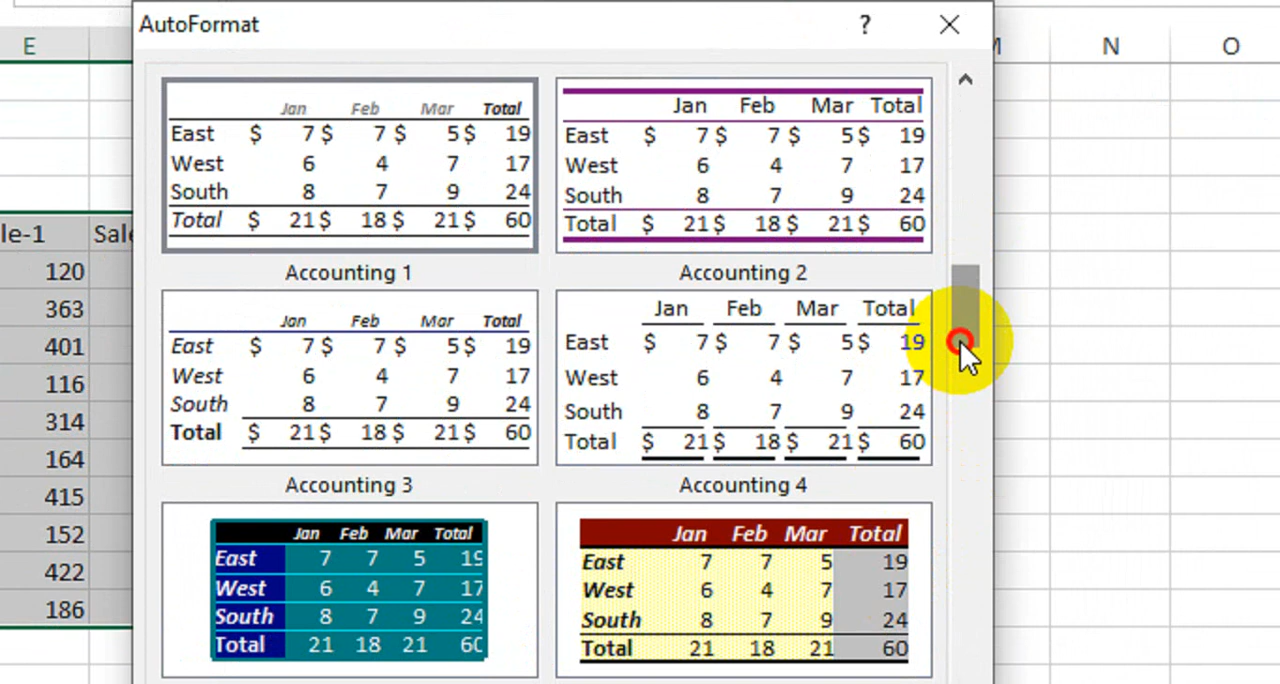 AutoFormat ? ×
E M N O
le-1 Sale
120
363
401
116
314
164
415
152
422
186
Jan Feb Mar Total
East $ 7 $ 7 $ 5 $ 19
West 6 4 7 17
South 8 7 9 24
Total $ 21 $ 18 $ 21 $ 60
Accounting 1
Jan Feb Mar Total
East $ 7 $ 7 $ 5 $ 19
West 6 4 7 17
South 8 7 9 24
Total $ 21 $ 18 $ 21 $ 60
Accounting 2
Jan Feb Mar Total
East $ 7 $ 7 $ 5 $ 19
West 6 4 7 17
South 8 7 9 24
Total $ 21 $ 18 $ 21 $ 60
Accounting 3
Jan Feb Mar Total
East $ 7 $ 7 $ 5 $ 19
West 6 4 7 17
South 8 7 9 24
Total $ 21 $ 18 $ 21 $ 60
Accounting 4
Jan Feb Mar Total
East 7 7 5 19
West 6 4 7 17
South 8 7 9 24
Total 21 18 21 60
Jan Feb Mar Total
East 7 7 5 19
West 6 4 7 17
South 8 7 9 24
Total 21 18 21 60